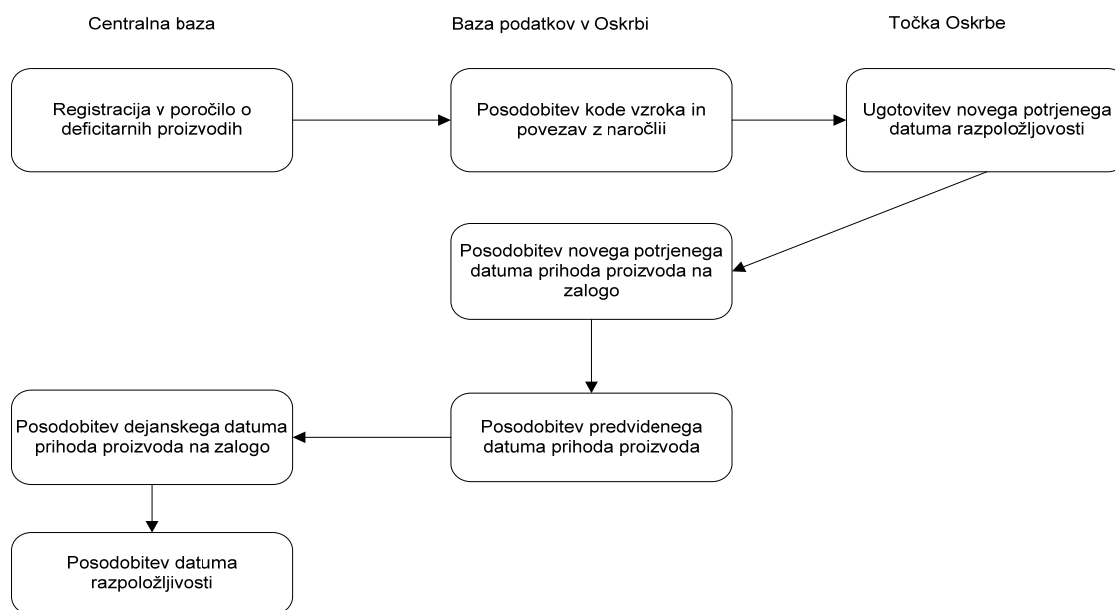 Centralna baza
Baza podatkov v Oskrbi
Točka Oskrbe
Registracija v poročilo o
deficitarnih proizvodih
Posodobitev kode vzroka in
povezav z naročlii
Ugotovitev novega potrjenega
datuma razpoložljovosti
Posodobitev novega potrjenega
datuma prihoda proizvoda na
zalogo
Posodobitev predvidenega
datuma prihoda proizvoda
Posodobitev dejanskega datuma
prihoda proizvoda na zalogo
Posodobitev datuma
razpoložljivosti